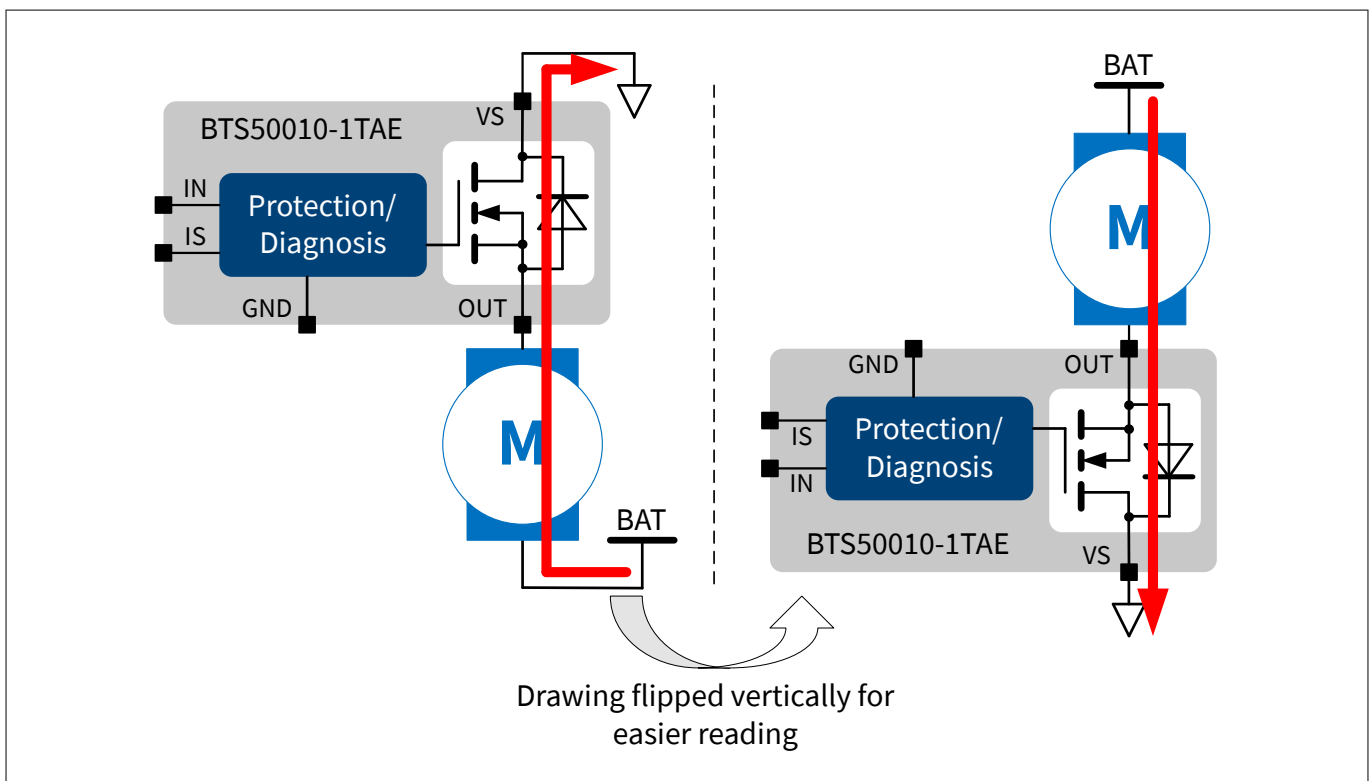 VS
BTS50010-1TAE
IN
Protection/
Diagnosis
IS
GND
OUT
M
BAT
BAT
M
GND
OUT
IS
Protection/
Diagnosis
IN
BTS50010-1TAE
VS
Drawing flipped vertically for
easier reading